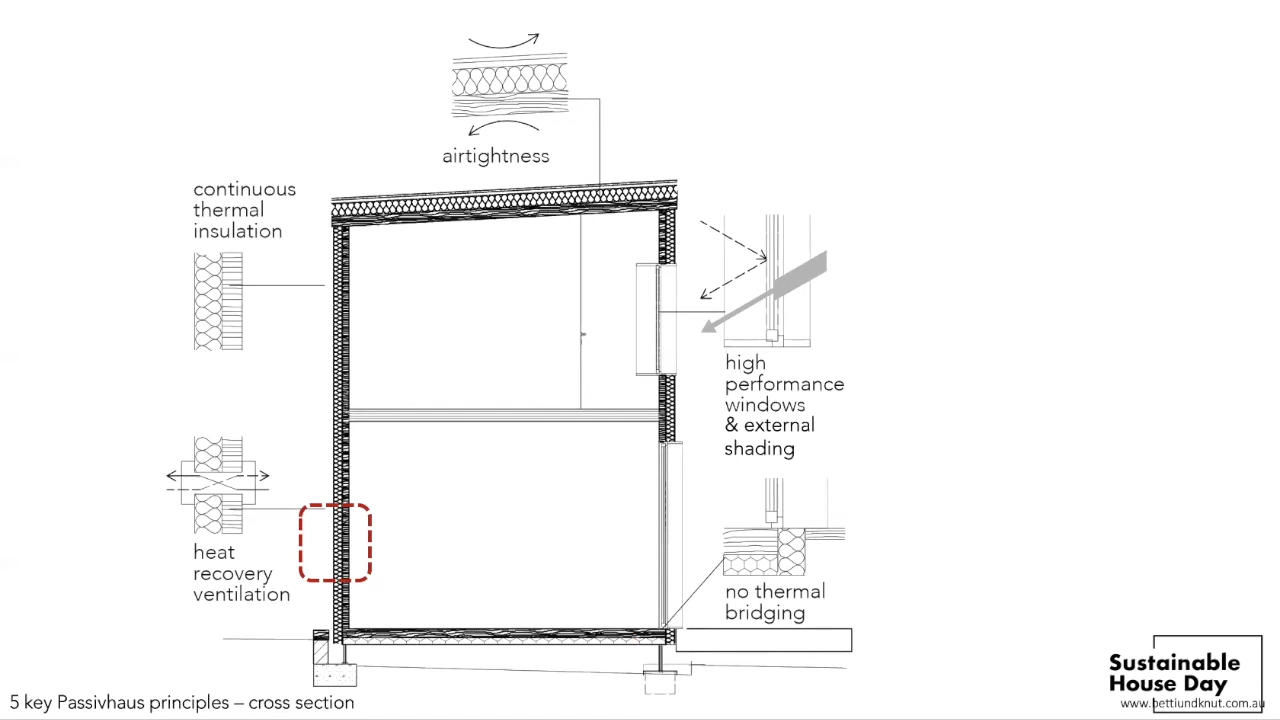 airtightness
continuous
thermal
insulation
high
performance
windows
& external
shading
heat
recovery
ventilation
no thermal
bridging
5 key Passivhaus principles – cross section
Sustainable
House Day
www.bettiundknut.com.au